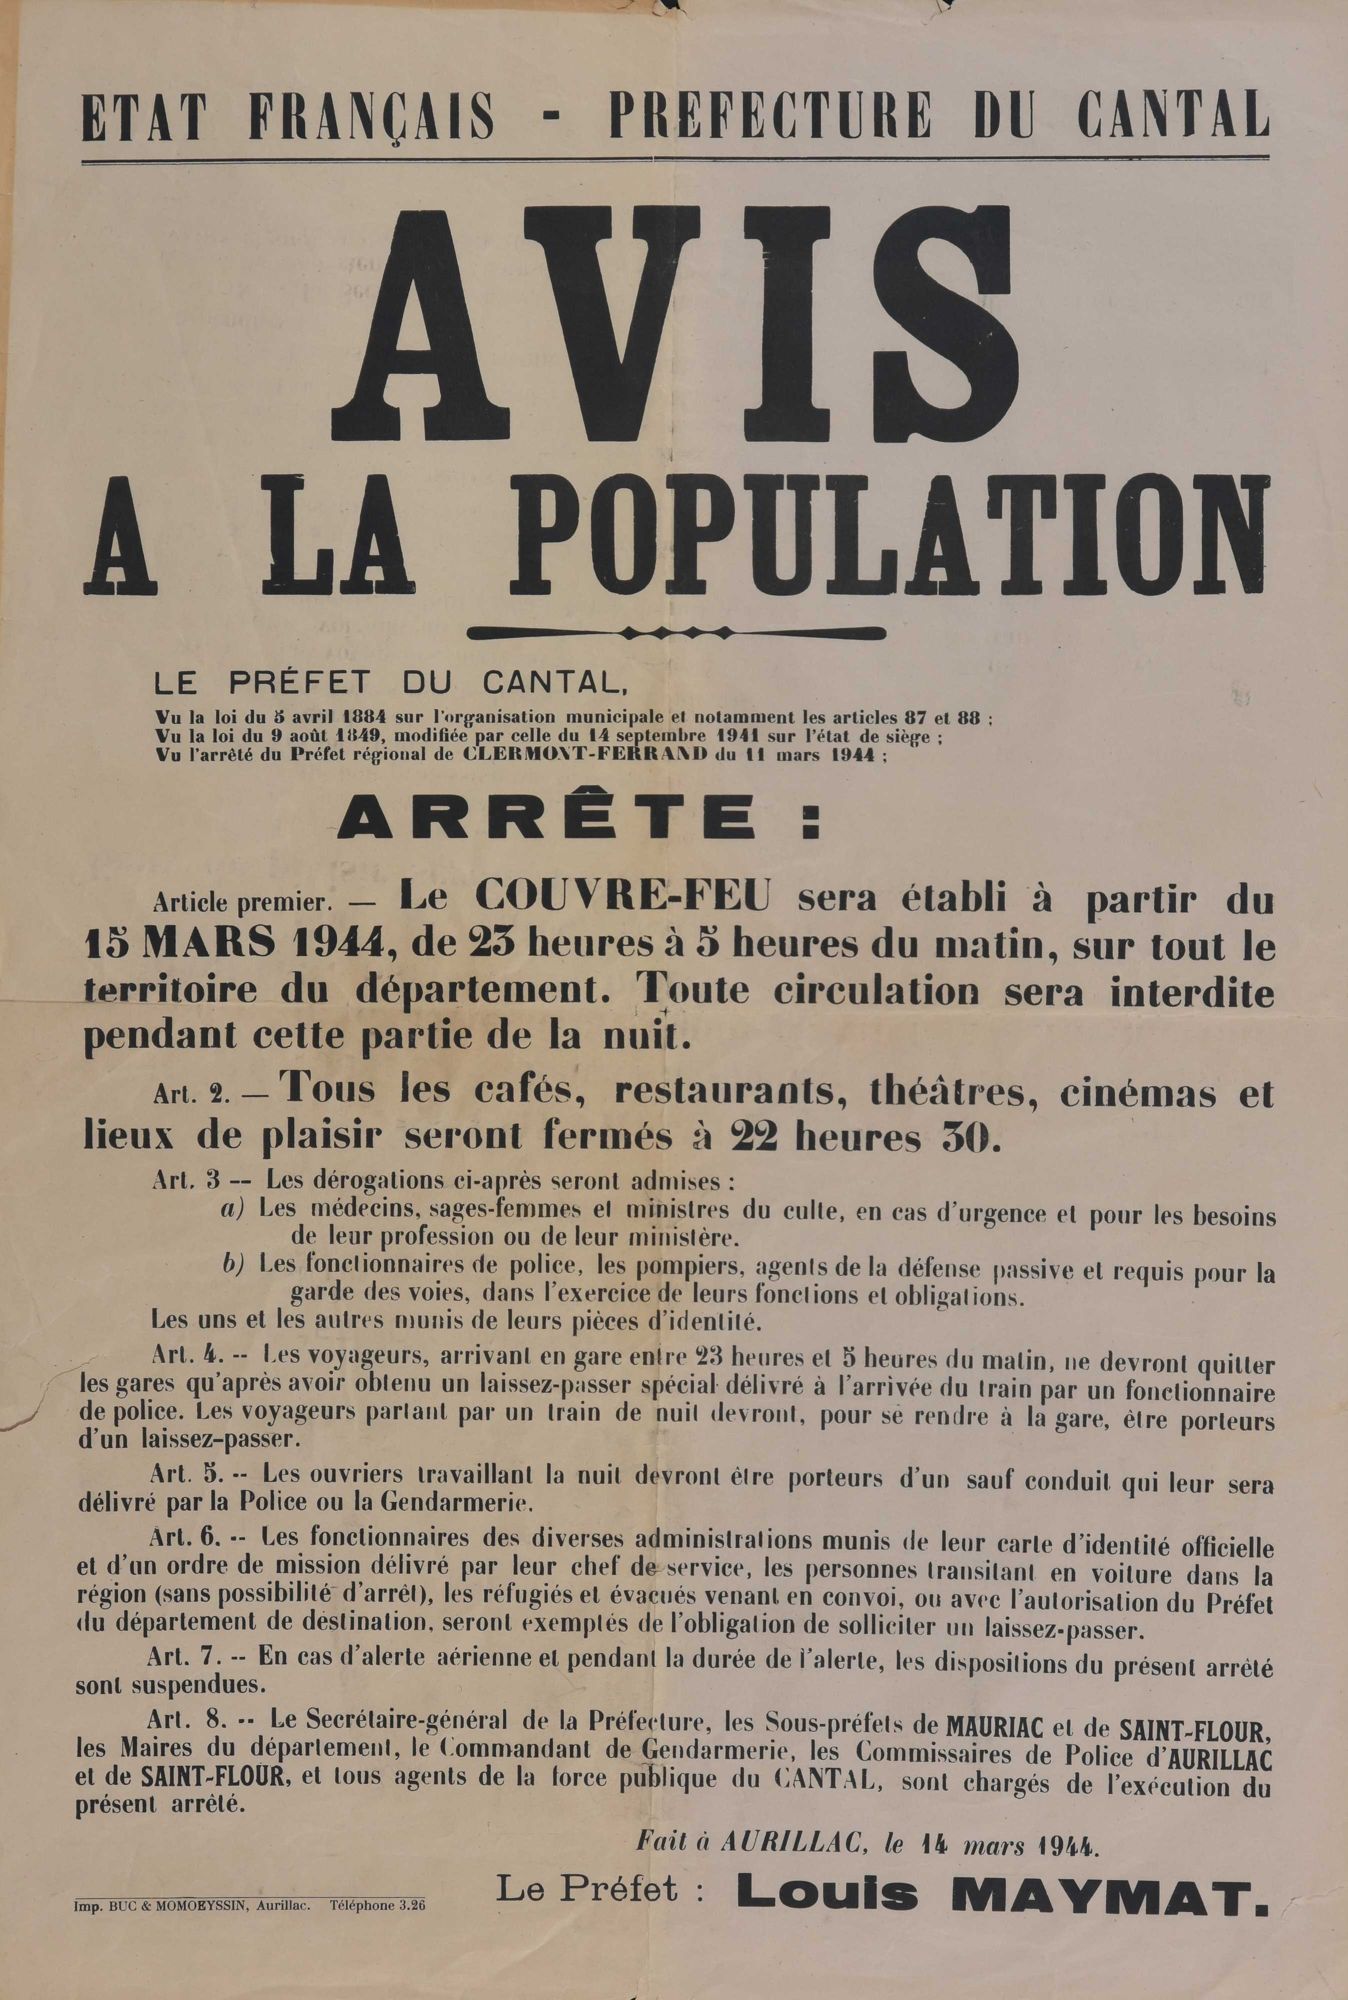 ETAT FRANÇAIS - PREFECTURE DU CANTAL
AVIS
A LA POPULATION
LE PRÉFET DU CANTAL,
Vu la loi du 5 avril 1884 sur l'organisation municipale et notamment les articles 87 et 88 ;
Vu la loi du 9 août 1849, modifiée par celle du 14 septembre 1941 sur l'état de siège ;
Vu l'arrêté du Préfet régional de CLERMONT-FERRAND du 11 mars 1944 ;
ARRÊTE :
Article premier. — Le COUVRE-FEU sera établi à partir du
15 MARS 1944, de 23 heures à 5 heures du matin, sur tout le
territoire du département. Toute circulation sera interdite
pendant cette partie de la nuit.
Art. 2. — Tous les cafés, restaurants, théâtres, cinémas et
lieux de plaisir seront fermés à 22 heures 30.
Art. 3 -- Les dérogations ci-après seront admises :
a) Les médecins, sages-femmes et ministres du culte, en cas d'urgence et pour les besoins
de leur profession ou de leur ministère.
b) Les fonctionnaires de police, les pompiers, agents de la défense passive et requis pour la
garde des voies, dans l'exercice de leurs fonctions et obligations.
Les uns et les autres munis de leurs pièces d'identité.
Art. 4. -- Les voyageurs, arrivant en gare entre 23 heures et 5 heures du matin, ne devront quitter
les gares qu'après avoir obtenu un laissez-passer spécial délivré à l'arrivée du train par un fonctionnaire
de police. Les voyageurs partant par un train de nuit devront, pour se rendre à la gare, être porteurs
d'un laissez-passer.
Art. 5. -- Les ouvriers travaillant la nuit devront être porteurs d'un sauf conduit qui leur sera
délivré par la Police ou la Gendarmerie.
Art. 6. -- Les fonctionnaires des diverses administrations munis de leur carte d'identité officielle
et d'un ordre de mission délivré par leur chef de service, les personnes transitant en voiture dans la
région (sans possibilité d'arrêt), les réfugiés et évacués venant en convoi, ou avec l'autorisation du Préfet
du département de destination, seront exemptés de l'obligation de solliciter un laissez-passer.
Art. 7. -- En cas d'alerte aérienne et pendant la durée de l'alerte, les dispositions du présent arrêté
sont suspendues.
Art. 8. -- Le Secrétaire-général de la Préfecture, les Sous-préfets de MAURIAC et de SAINT-FLOUR,
les Maires du département, le Commandant de Gendarmerie, les Commissaires de Police d'AURILLAC
et de SAINT-FLOUR, et tous agents de la force publique du CANTAL, sont chargés de l'exécution du
présent arrêté.
Fait à AURILLAC, le 14 mars 1944.
Le Préfet : Louis MAYMAT.
Imp. BUC & MOMOEYSSIN, Aurillac. Téléphone 3.26